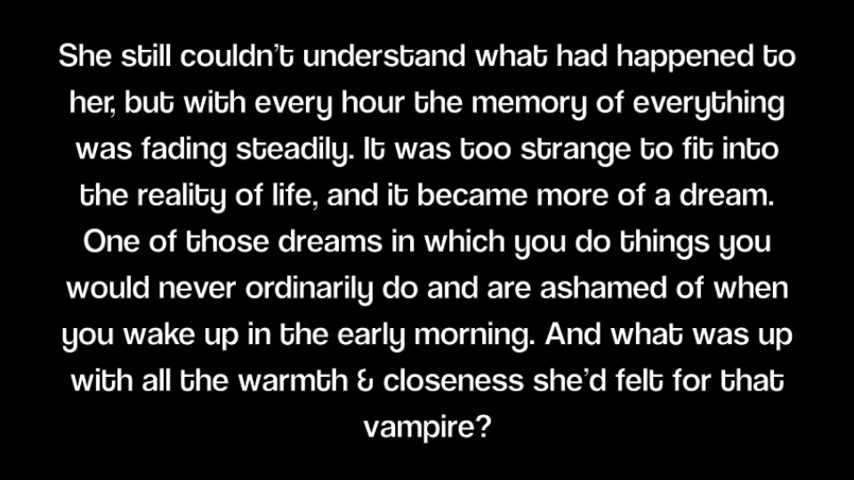 She still couldn't understand what had happened to
her, but with every hour the memory of everything
was fading steadily. It was too strange to fit into
the reality of life, and it became more of a dream.
One of those dreams in which you do things you
would never ordinarily do and are ashamed of when
you wake up in the early morning. And what was up
with all the warmth & closeness she'd felt for that
vampire?